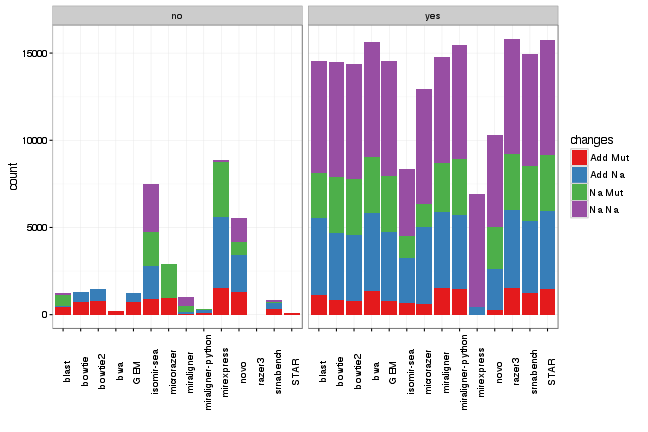 no
yes
15000
10000
5000
0
count
blast
bowtie
bowtie2
bwa
GEM
isomir-sea
microrazer
miraligner
miraligner-python
mirexpress
novo
razer3
srnabench
STAR
blast
bowtie
bowtie2
bwa
GEM
isomir-sea
microrazer
miraligner
miraligner-python
mirexpress
novo
razer3
srnabench
STAR
changes
Add Mut
Add Na
Na Mut
Na Na